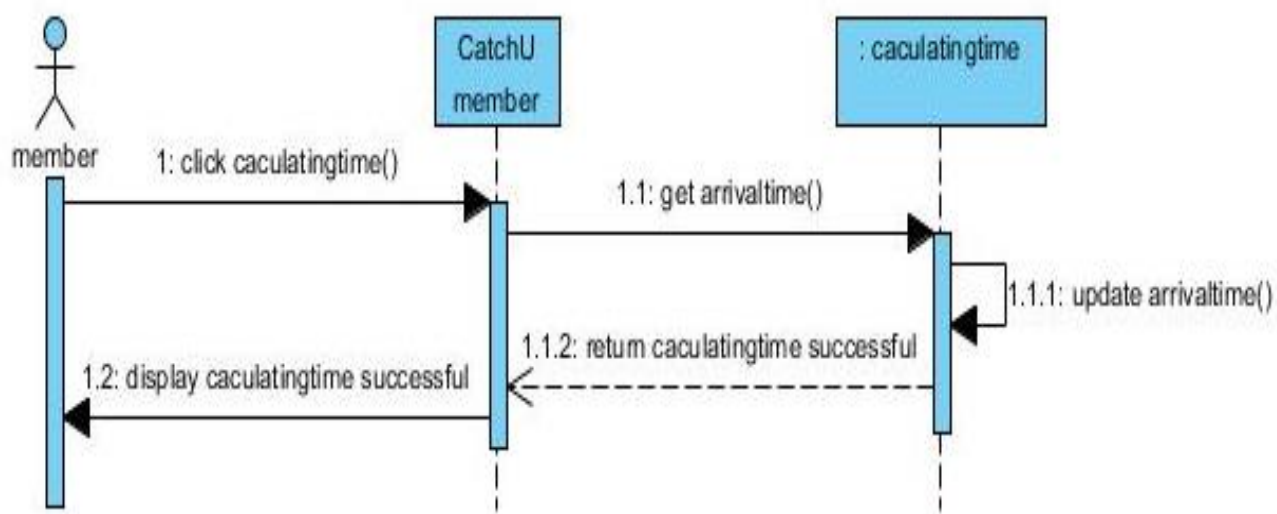 CatchU
member
: caculatingtime
member
1: click caculatingtime()
1.1: get arrivaltime()
1.1.1: update arrivaltime()
1.1.2: return caculatingtime successful
1.2: display caculatingtime successful